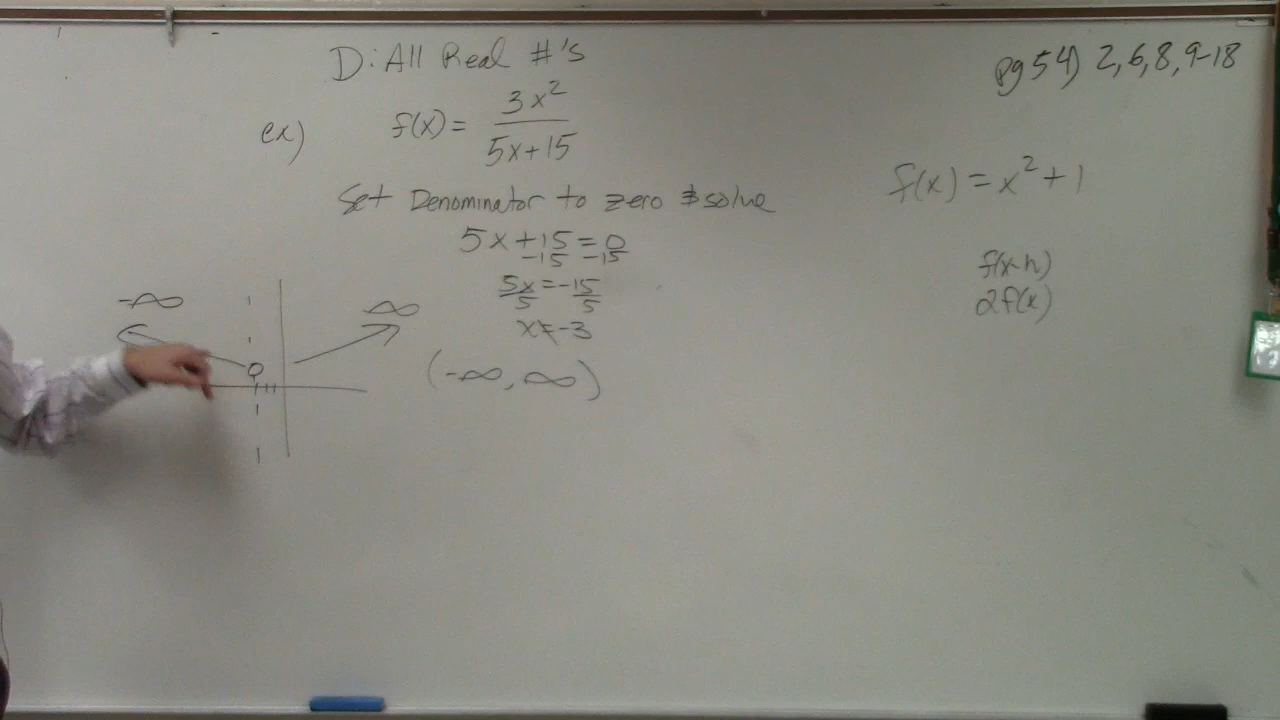 D: All Real #'s
pg 54) 2, 6, 8, 9-18
ex) f(x) = 3x² / 5x+15
Set Denominator to zero & solve
5x + 15 = 0
-15 -15
5x/5 = -15/5
x ≠ -3
(-∞, ∞)
-∞ ∞
f(x) = x² + 1
f(x-h)
2f(x)